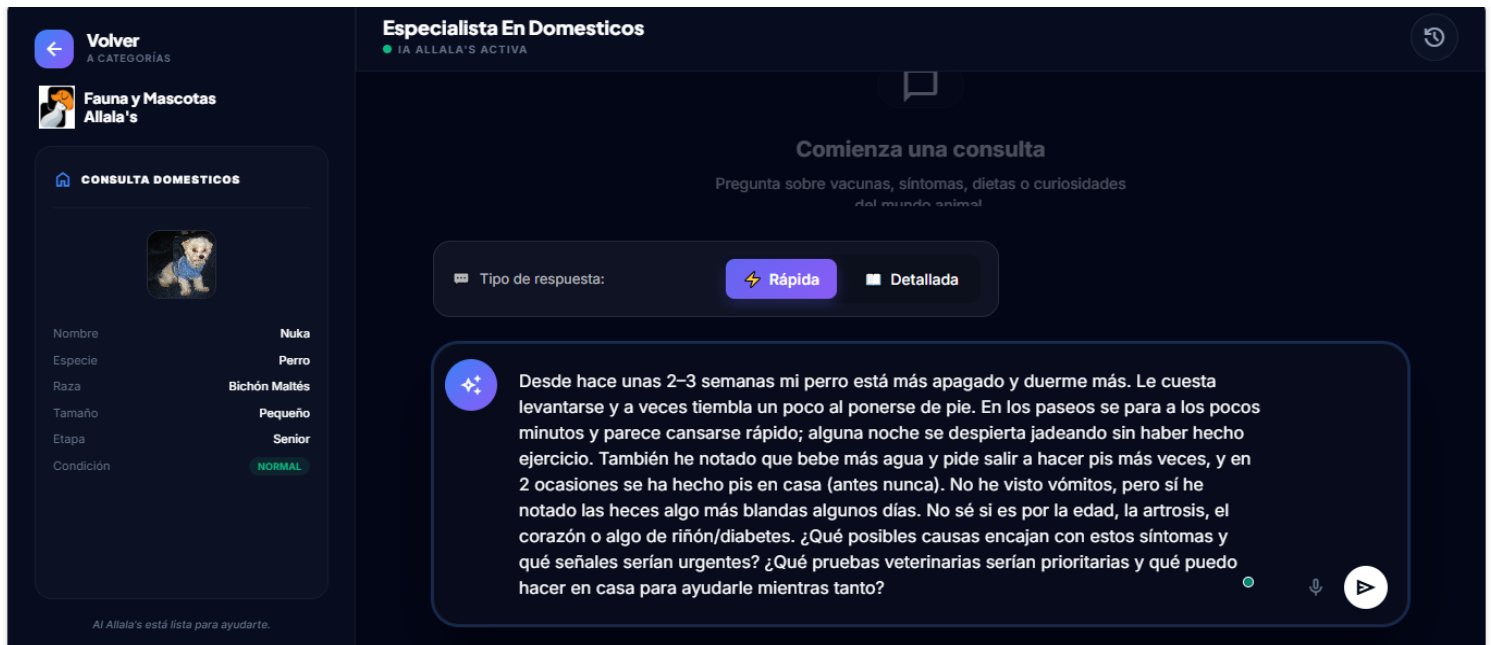 Volver
A CATEGORÍAS
Fauna y Mascotas
Allala's
CONSULTA DOMESTICOS
Nombre Nuka
Especie Perro
Raza Bichón Maltés
Tamaño Pequeño
Etapa Senior
Condición NORMAL
AI Allala's está lista para ayudarte.
Especialista En Domesticos
IA ALLALA'S ACTIVA
Comienza una consulta
Pregunta sobre vacunas, síntomas, dietas o curiosidades
del mundo animal
Tipo de respuesta: Rápida Detallada
Desde hace unas 2–3 semanas mi perro está más apagado y duerme más. Le cuesta
levantarse y a veces tiembla un poco al ponerse de pie. En los paseos se para a los pocos
minutos y parece cansarse rápido; alguna noche se despierta jadeando sin haber hecho
ejercicio. También he notado que bebe más agua y pide salir a hacer pis más veces, y en
2 ocasiones se ha hecho pis en casa (antes nunca). No he visto vómitos, pero sí he
notado las heces algo más blandas algunos días. No sé si es por la edad, la artrosis, el
corazón o algo de riñón/diabetes. ¿Qué posibles causas encajan con estos síntomas y
qué señales serían urgentes? ¿Qué pruebas veterinarias serían prioritarias y qué puedo
hacer en casa para ayudarle mientras tanto?